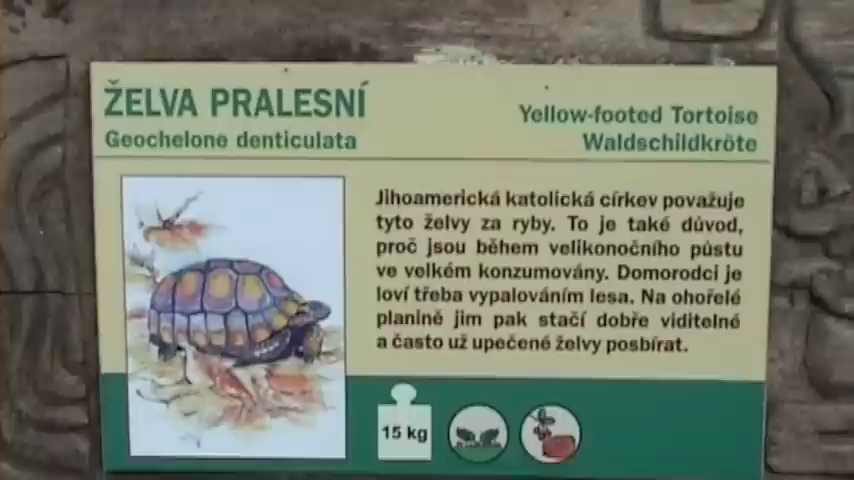 ŽELVA PRALESNÍ
Geochelone denticulata
Yellow-footed Tortoise
Waldschildkröte
Jihoamerická katolická církev považuje
tyto želvy za ryby. To je také důvod,
proč jsou během velikonočního půstu
ve velkém konzumovány. Domorodci je
loví třeba vypalováním lesa. Na ohořelé
planině jim pak stačí dobře viditelné
a často už upečené želvy posbírat.
15 kg